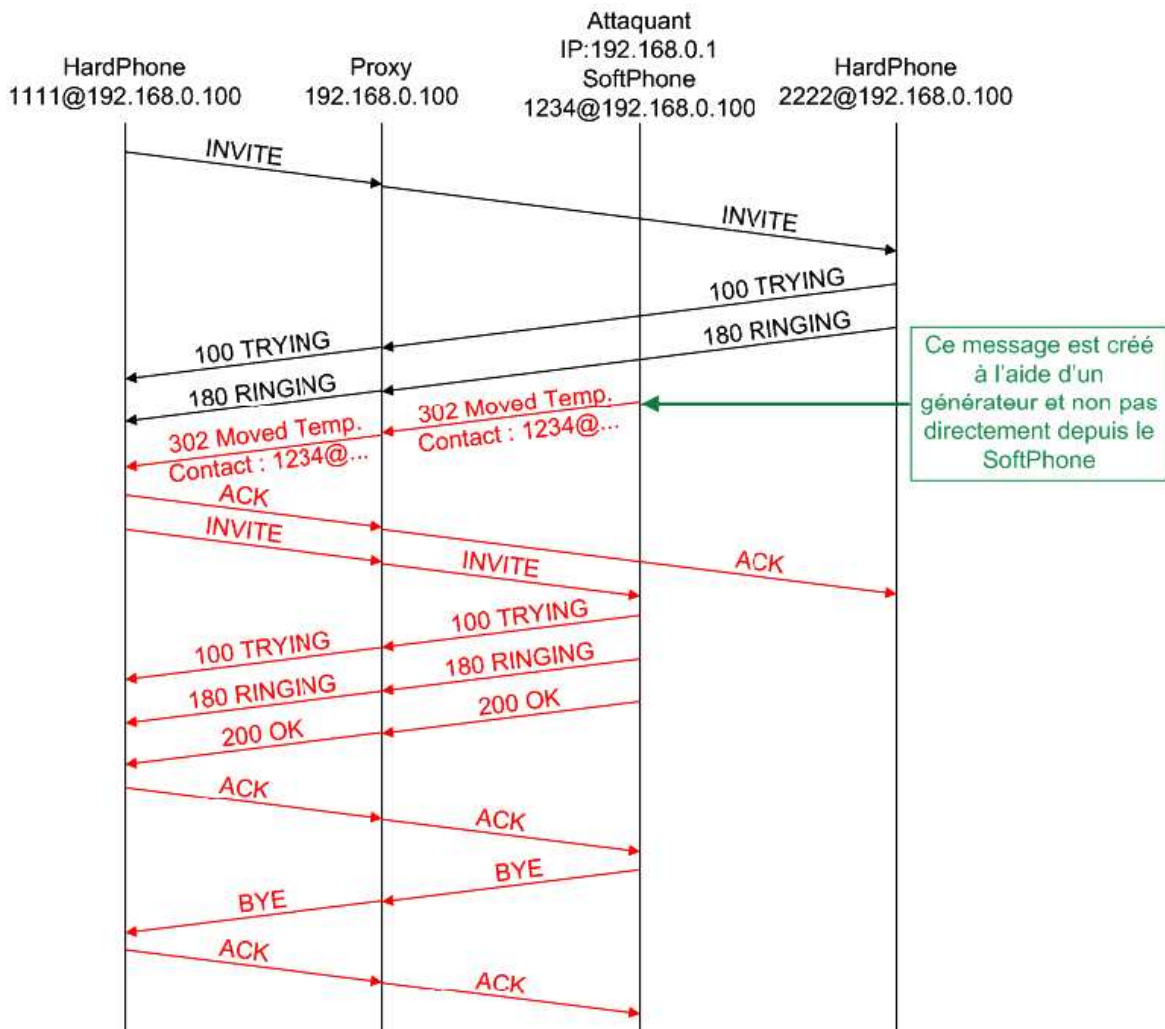 Attaquant
IP:192.168.0.1
HardPhone
Proxy
SoftPhone
HardPhone
1111@192.168.0.100
192.168.0.100
1234@192.168.0.100
2222@192.168.0.100
INVITE
INVITE
100 TRYING
180 RINGING
100 TRYING
180 RINGING
Ce message est créé
à l'aide d'un
générateur et non pas
directement depuis le
SoftPhone
302 Moved Temp.
Contact : 1234@...
302 Moved Temp.
Contact : 1234@...
ACK
INVITE
INVITE
ACK
100 TRYING
100 TRYING
180 RINGING
180 RINGING
200 OK
200 OK
ACK
ACK
BYE
BYE
ACK
ACK